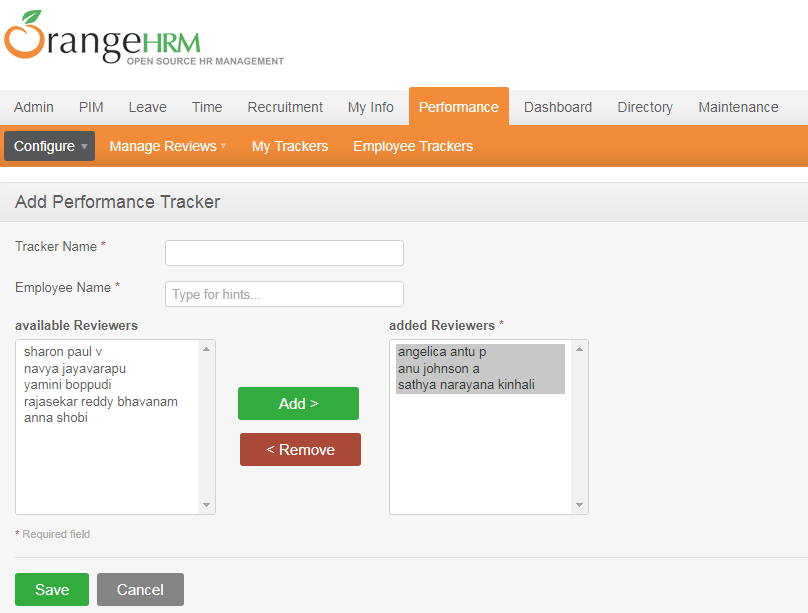 OrangeHRM
OPEN SOURCE HR MANAGEMENT
Admin PIM Leave Time Recruitment My Info Performance Dashboard Directory Maintenance
Configure Manage Reviews My Trackers Employee Trackers
Add Performance Tracker
Tracker Name *
Employee Name * Type for hints...
available Reviewers
sharon paul v
navya jayavarapu
yamini boppudi
rajasekar reddy bhavanam
anna shobi
Add >
< Remove
added Reviewers *
angelica antu p
anu johnson a
sathya narayana kinhali
* Required field
Save Cancel